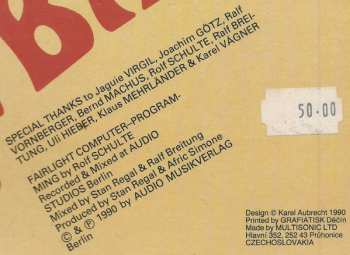 SPECIAL THANKS to Jaguie VIRGIL, Joachim GÖTZ, Ralf
VORNBERGER, Bernd MACHUS, Rolf SCHULTE, Ralf BREI-
TUNG, Uli HIEBER, Klaus MEHRLÄNDER & Karel VÁGNER
FAIRLIGHT COMPUTER-PROGRAM-
MING by Rolf SCHULTE
Recorded & Mixed at AUDIO
STUDIOS Berlin
Mixed by Stan Regal & Ralf Breitung
Produced by Stan Regal & Afric Simone
© & ℗ 1990 by AUDIO MUSIKVERLAG
Berlin
50.00
Design © Karel Aubrecht 1990
Printed by GRAFIATISK Děčín
Made by MULTISONIC LTD
Hlavní 352, 252 43 Průhonice
CZECHOSLOVAKIA